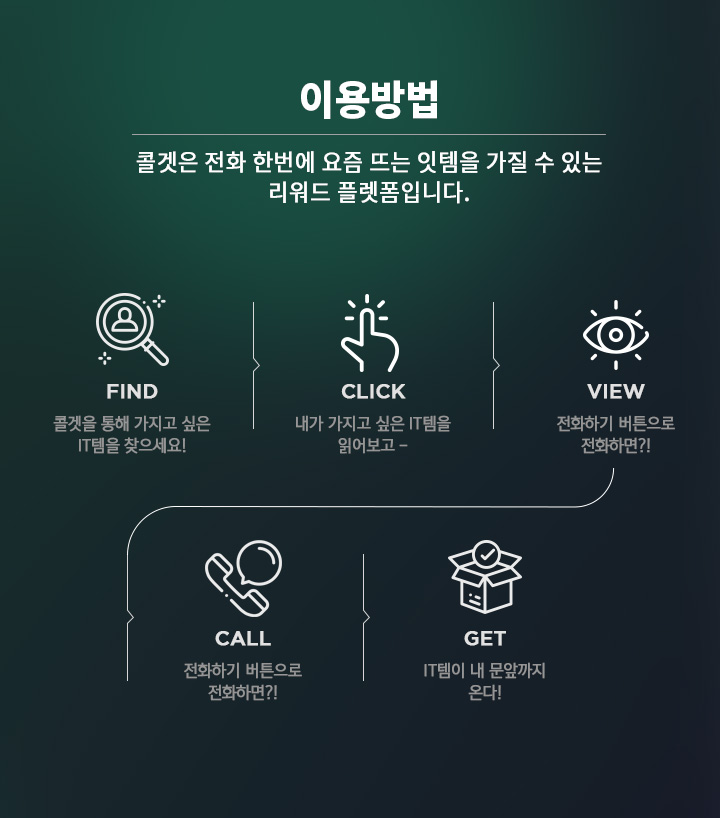 이용방법
콜겟은 전화 한번에 요즘 뜨는 잇템을 가질 수 있는
리워드 플렛폼입니다.
FIND
콜겟을 통해 가지고 싶은
IT템을 찾으세요!
CLICK
내가 가지고 싶은 IT템을
읽어보고 –
VIEW
전화하기 버튼으로
전화하면?!
CALL
전화하기 버튼으로
전화하면?!
GET
IT템이 내 문앞까지
온다!